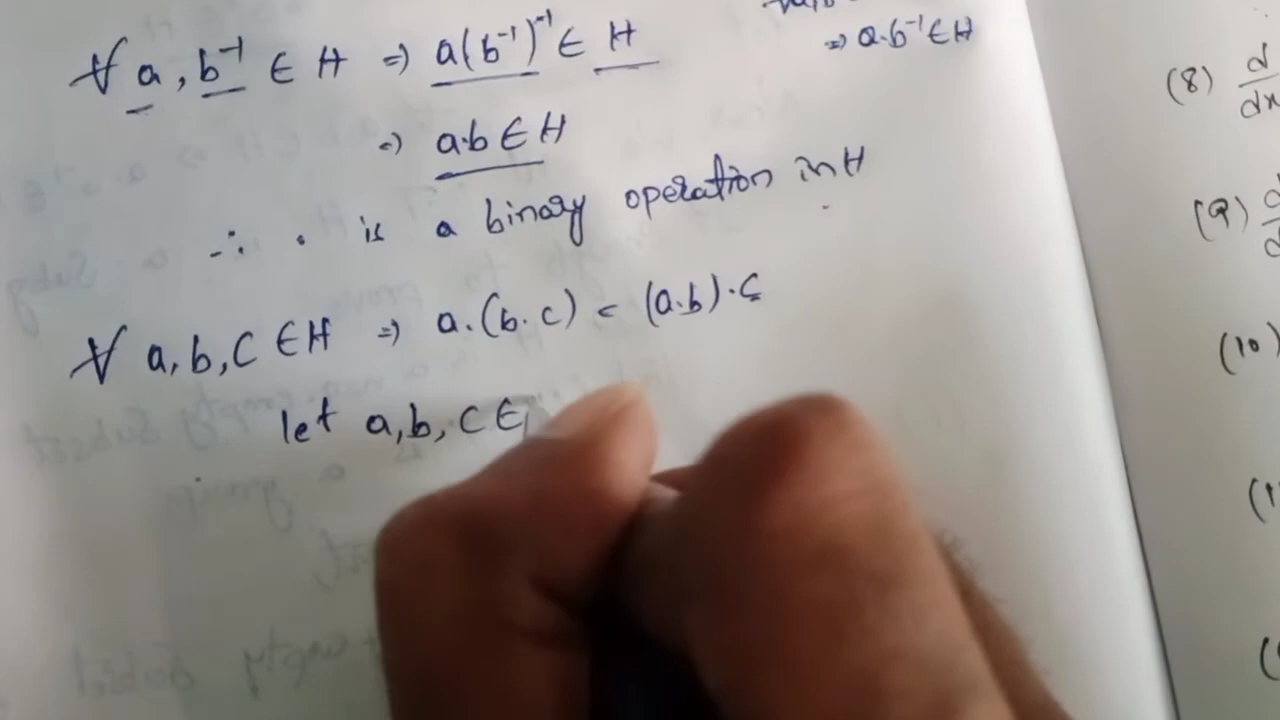 ∀ a, b⁻¹ ∈ H ⇒ a(b⁻¹)⁻¹ ∈ H
⇒ a·b⁻¹ ∈ H
⇒ a·b ∈ H
∴ · is a binary operation in H
∀ a, b, c ∈ H ⇒ a·(b·c) = (a·b)·c
let a, b, c ∈
(8) d
dx
(9) d
(10)